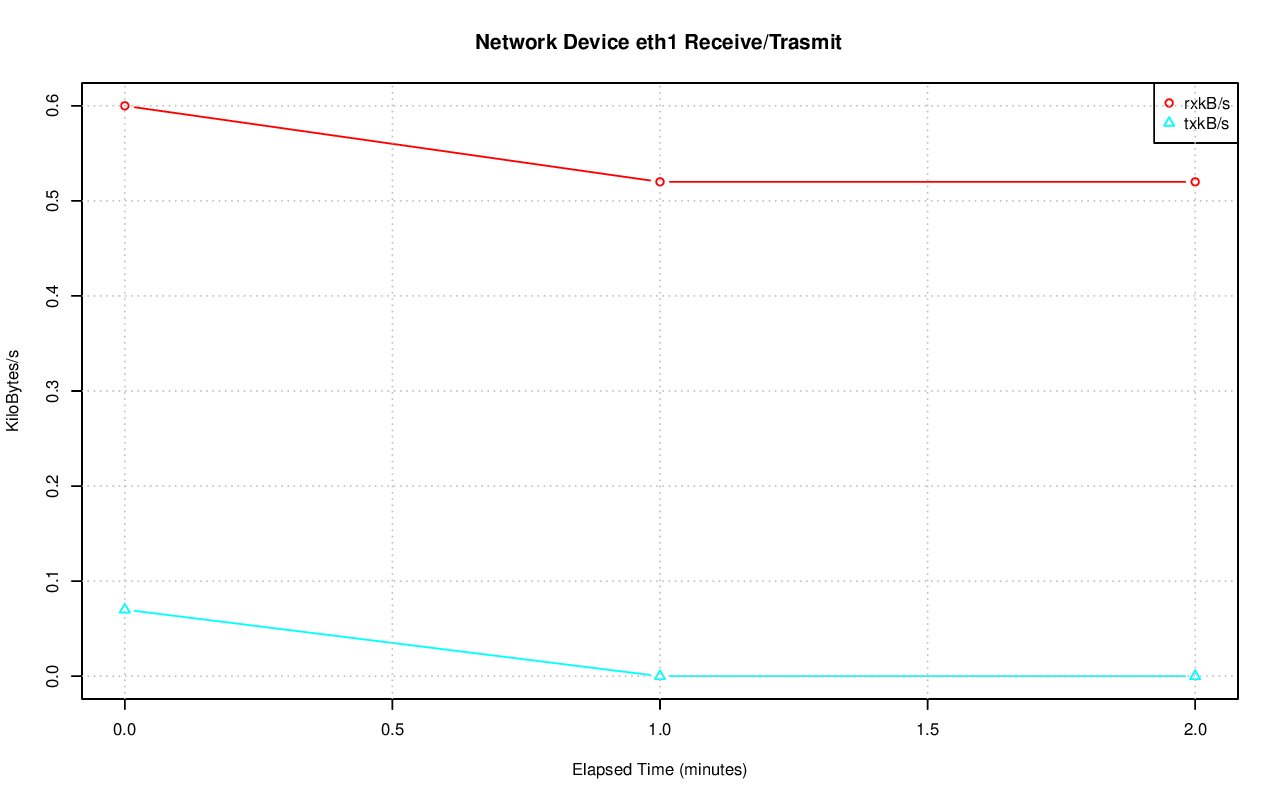 Network Device eth1 Receive/Trasmit
rxkB/s
txkB/s
KiloBytes/s
0.6
0.5
0.4
0.3
0.2
0.1
0.0
0.0 0.5 1.0 1.5 2.0
Elapsed Time (minutes)